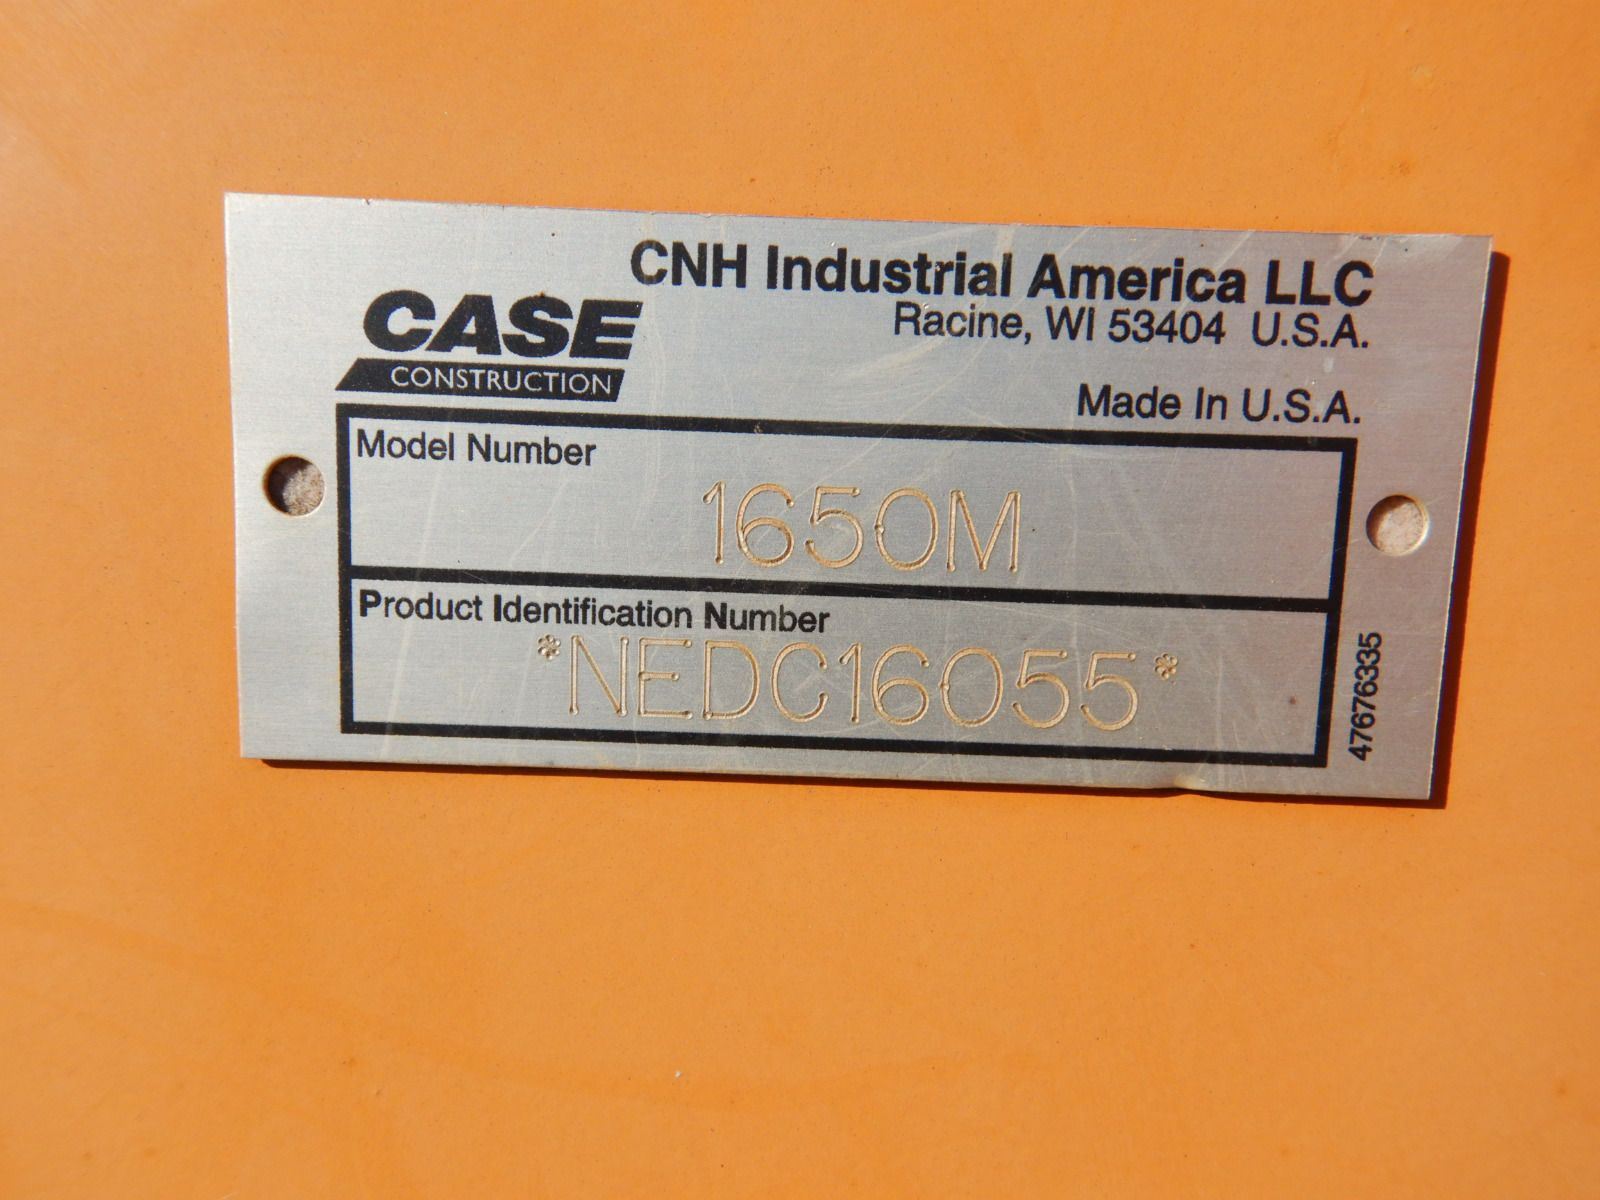 CNH Industrial America LLC
Racine, WI 53404 U.S.A.
CASE
CONSTRUCTION
Made In U.S.A.
Model Number
1650M
Product Identification Number
*NEDC16055*
47676335